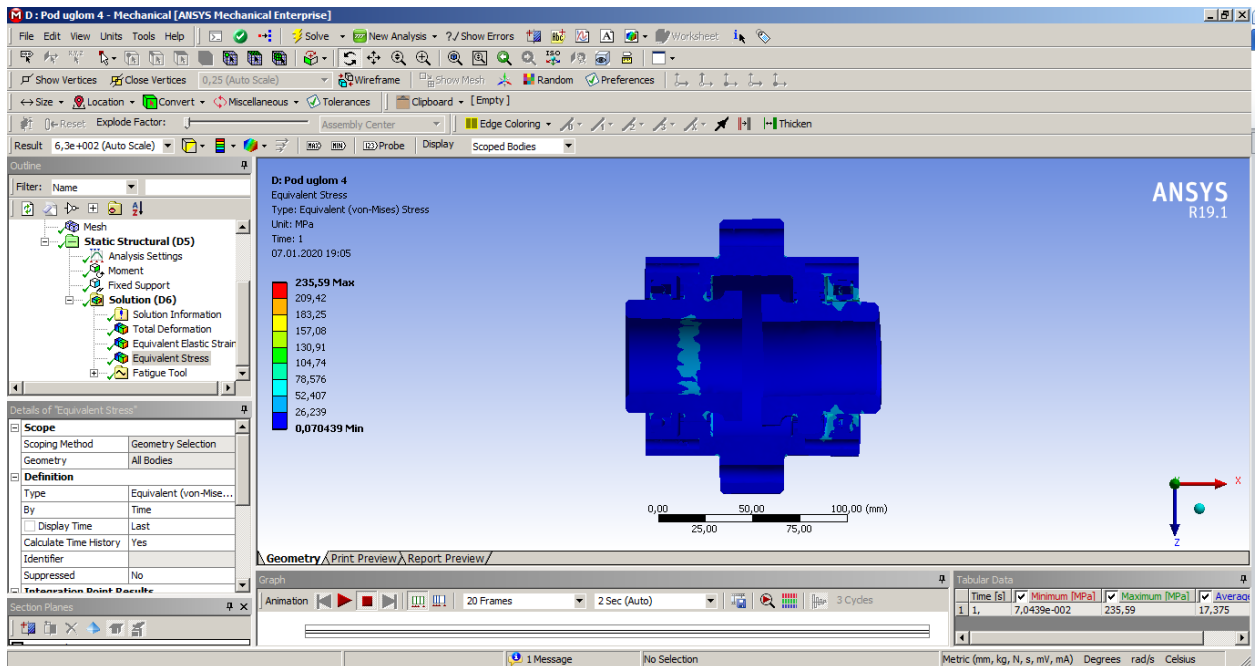 D : Pod uglom 4 - Mechanical [ANSYS Mechanical Enterprise]
File Edit View Units Tools Help Solve New Analysis ?/ Show Errors Worksheet
Show Vertices Close Vertices 0,25 (Auto Scale) Wireframe Show Mesh Random Preferences
Size Location Convert Miscellaneous Tolerances Clipboard [Empty]
Reset Explode Factor: Assembly Center Edge Coloring Thicken
Result 6,3e+002 (Auto Scale) MAX MIN Probe Display Scoped Bodies
Outline
Filter: Name
Mesh
Static Structural (D5)
Analysis Settings
Moment
Fixed Support
Solution (D6)
Solution Information
Total Deformation
Equivalent Elastic Strain
Equivalent Stress
Fatigue Tool
Details of "Equivalent Stress"
Scope
Scoping Method Geometry Selection
Geometry All Bodies
Definition
Type Equivalent (von-Mise...
By Time
Display Time Last
Calculate Time History Yes
Identifier
Suppressed No
Integration Point Results
Section Planes
D: Pod uglom 4
Equivalent Stress
Type: Equivalent (von-Mises) Stress
Unit: MPa
Time: 1
07.01.2020 19:05
235,59 Max
209,42
183,25
157,08
130,91
104,74
78,576
52,407
26,239
0,070439 Min
ANSYS
R19.1
0,00 50,00 100,00 (mm)
25,00 75,00
X
Z
Geometry Print Preview Report Preview
Graph
Animation 20 Frames 2 Sec (Auto) 3 Cycles
Tabular Data
Time [s] Minimum [MPa] Maximum [MPa] Average
1 1, 7,0439e-002 235,59 17,375
1 Message No Selection Metric (mm, kg, N, s, mV, mA) Degrees rad/s Celsius